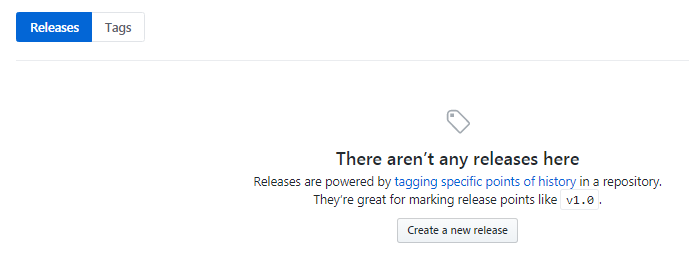 Releases Tags
There aren’t any releases here
Releases are powered by tagging specific points of history in a repository.
They’re great for marking release points like v1.0.
Create a new release